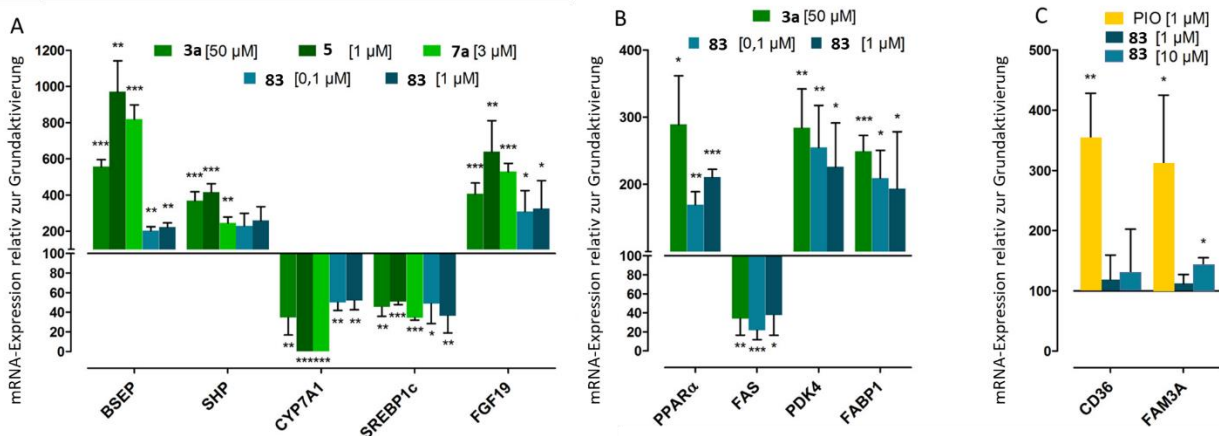 A
3a [50 µM] 5 [1 µM] 7a [3 µM]
83 [0,1 µM] 83 [1 µM]
mRNA-Expression relativ zur Grundaktivierung
1200
1000
800
600
400
200
100
80
60
40
20
0
** *** *** ** **
*** *** **
** *** *** ** **
** *** *** * **
*** ** *** * *
BSEP SHP CYP7A1 SREBP1c FGF19
B
3a [50 µM]
83 [0,1 µM] 83 [1 µM]
mRNA-Expression relativ zur Grundaktivierung
400
300
200
100
80
60
40
20
0
* ** ***
** *** *
** ** *
*** * *
PPARα FAS PDK4 FABP1
C
PIO [1 µM]
83 [1 µM]
83 [10 µM]
mRNA-Expression relativ zur Grundaktivierung
500
400
300
200
100
50
0
**
* *
CD36 FAM3A